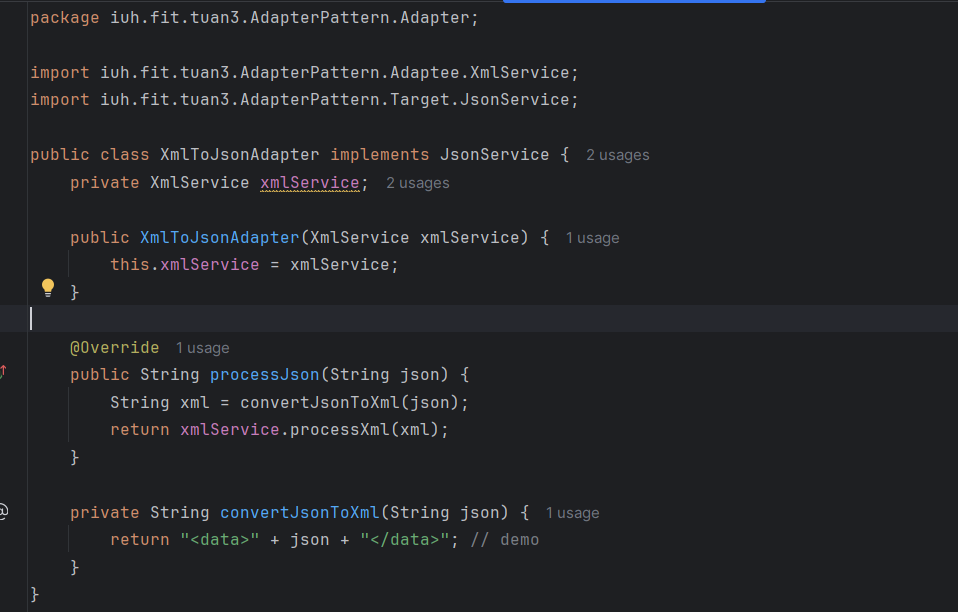 package iuh.fit.tuan3.AdapterPattern.Adapter;
import iuh.fit.tuan3.AdapterPattern.Adaptee.XmlService;
import iuh.fit.tuan3.AdapterPattern.Target.JsonService;
public class XmlToJsonAdapter implements JsonService { 2 usages
private XmlService xmlService; 2 usages
public XmlToJsonAdapter(XmlService xmlService) { 1 usage
this.xmlService = xmlService;
}
@Override 1 usage
public String processJson(String json) {
String xml = convertJsonToXml(json);
return xmlService.processXml(xml);
}
@
private String convertJsonToXml(String json) { 1 usage
return "<data>" + json + "</data>"; // demo
}
}